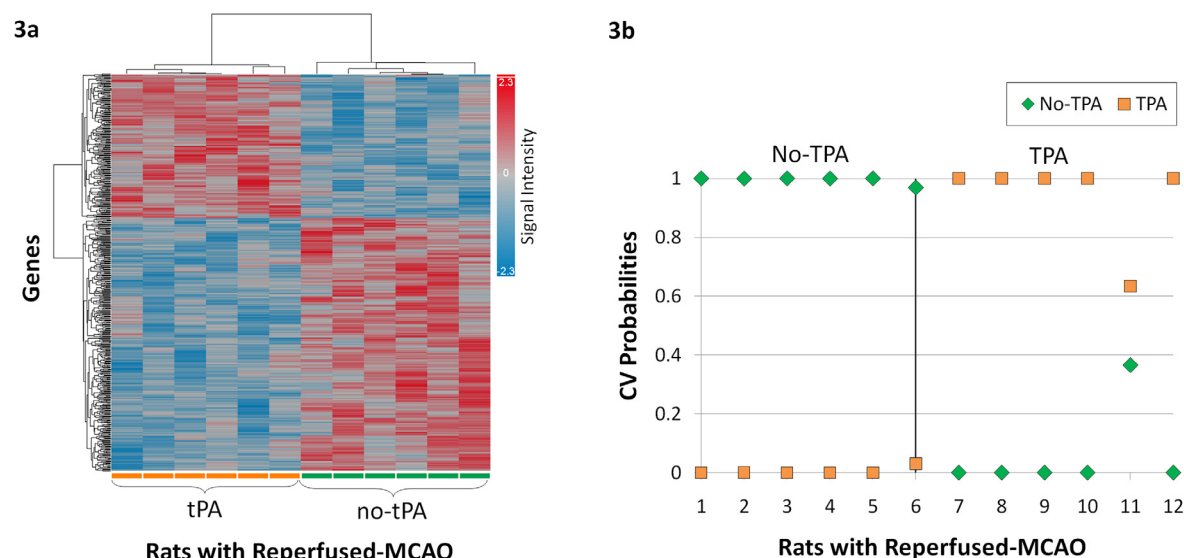 3a
2.3
0
-2.3
Signal Intensity
Genes
tPA
no-tPA
Rats with Reperfused-MCAO
3b
No-TPA
TPA
No-TPA
TPA
1
0.8
0.6
0.4
0.2
0
CV Probabilities
1 2 3 4 5 6 7 8 9 10 11 12
Rats with Reperfused-MCAO